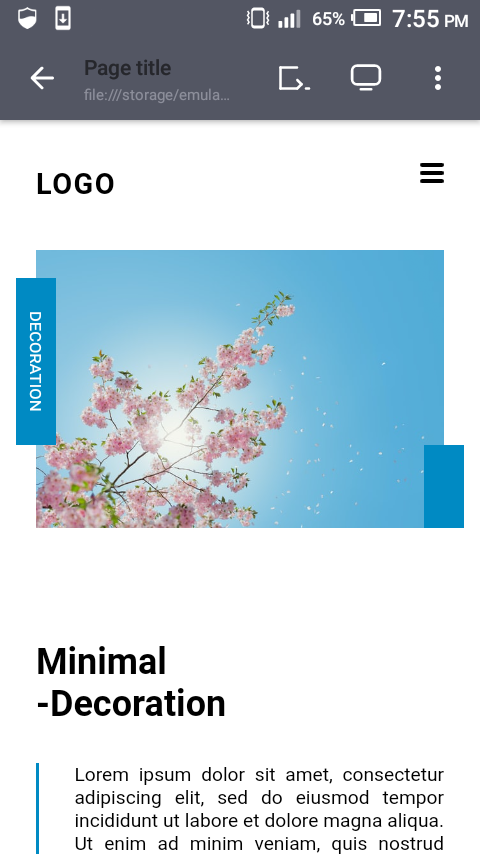 65% 7:55 PM
Page title
file:///storage/emula...
LOGO
DECORATION
Minimal
-Decoration
Lorem ipsum dolor sit amet, consectetur
adipiscing elit, sed do eiusmod tempor
incididunt ut labore et dolore magna aliqua.
Ut enim ad minim veniam, quis nostrud